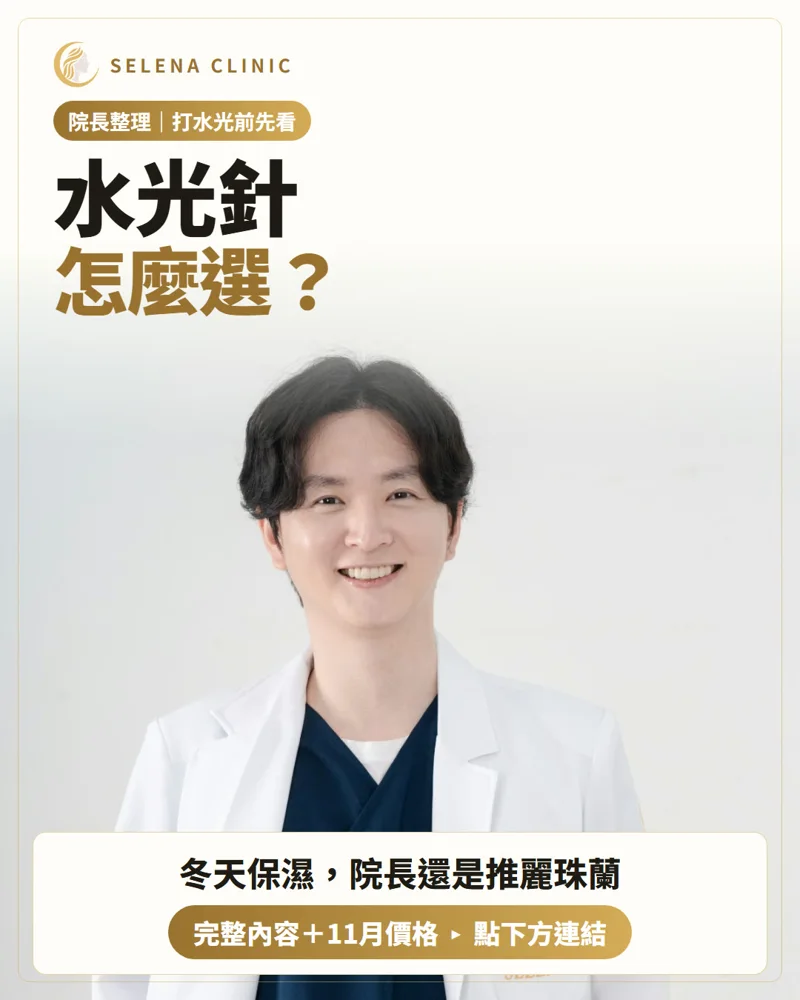 SELENA CLINIC
院長整理｜打水光前先看
水光針
怎麼選？
冬天保濕，院長還是推麗珠蘭
完整內容＋11月價格 ▸ 點下方連結